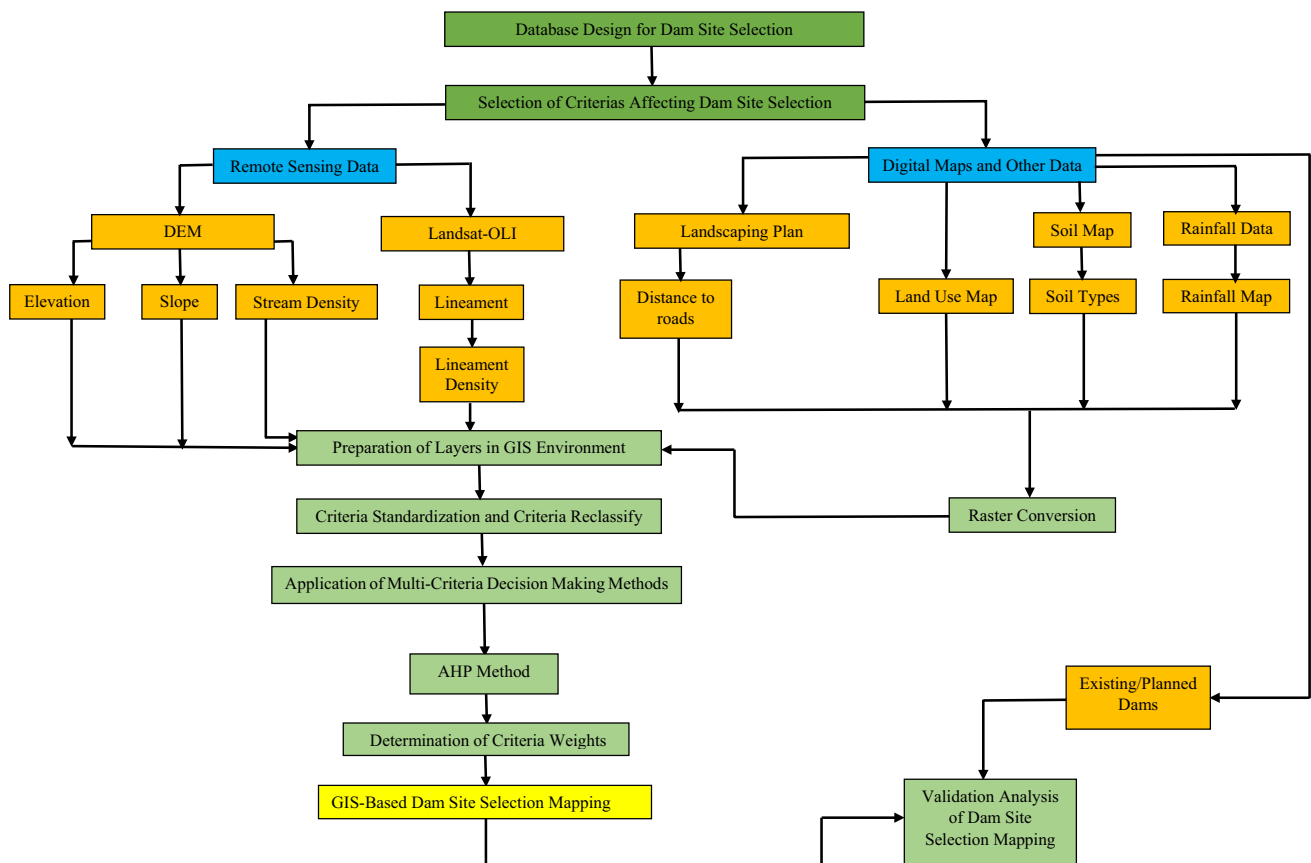 Database Design for Dam Site Selection
Selection of Criterias Affecting Dam Site Selection
Remote Sensing Data
Digital Maps and Other Data
DEM
Landsat-OLI
Landscaping Plan
Soil Map
Rainfall Data
Elevation
Slope
Stream Density
Lineament
Distance to
roads
Land Use Map
Soil Types
Rainfall Map
Lineament
Density
Preparation of Layers in GIS Environment
Criteria Standardization and Criteria Reclassify
Raster Conversion
Application of Multi-Criteria Decision Making Methods
AHP Method
Existing/Planned
Dams
Determination of Criteria Weights
GIS-Based Dam Site Selection Mapping
Validation Analysis
of Dam Site
Selection Mapping